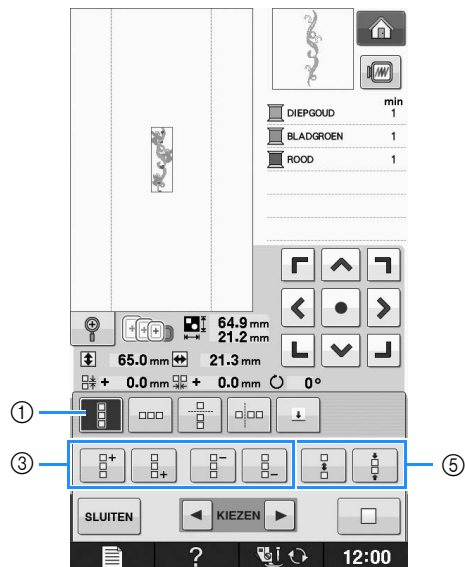 min
DIEPGOUD 1
BLADGROEN 1
ROOD 1
64.9 mm
21.2 mm
65.0 mm 21.3 mm
+ 0.0 mm + 0.0 mm 0°
①
③
⑤
SLUITEN KIEZEN
? 12:00